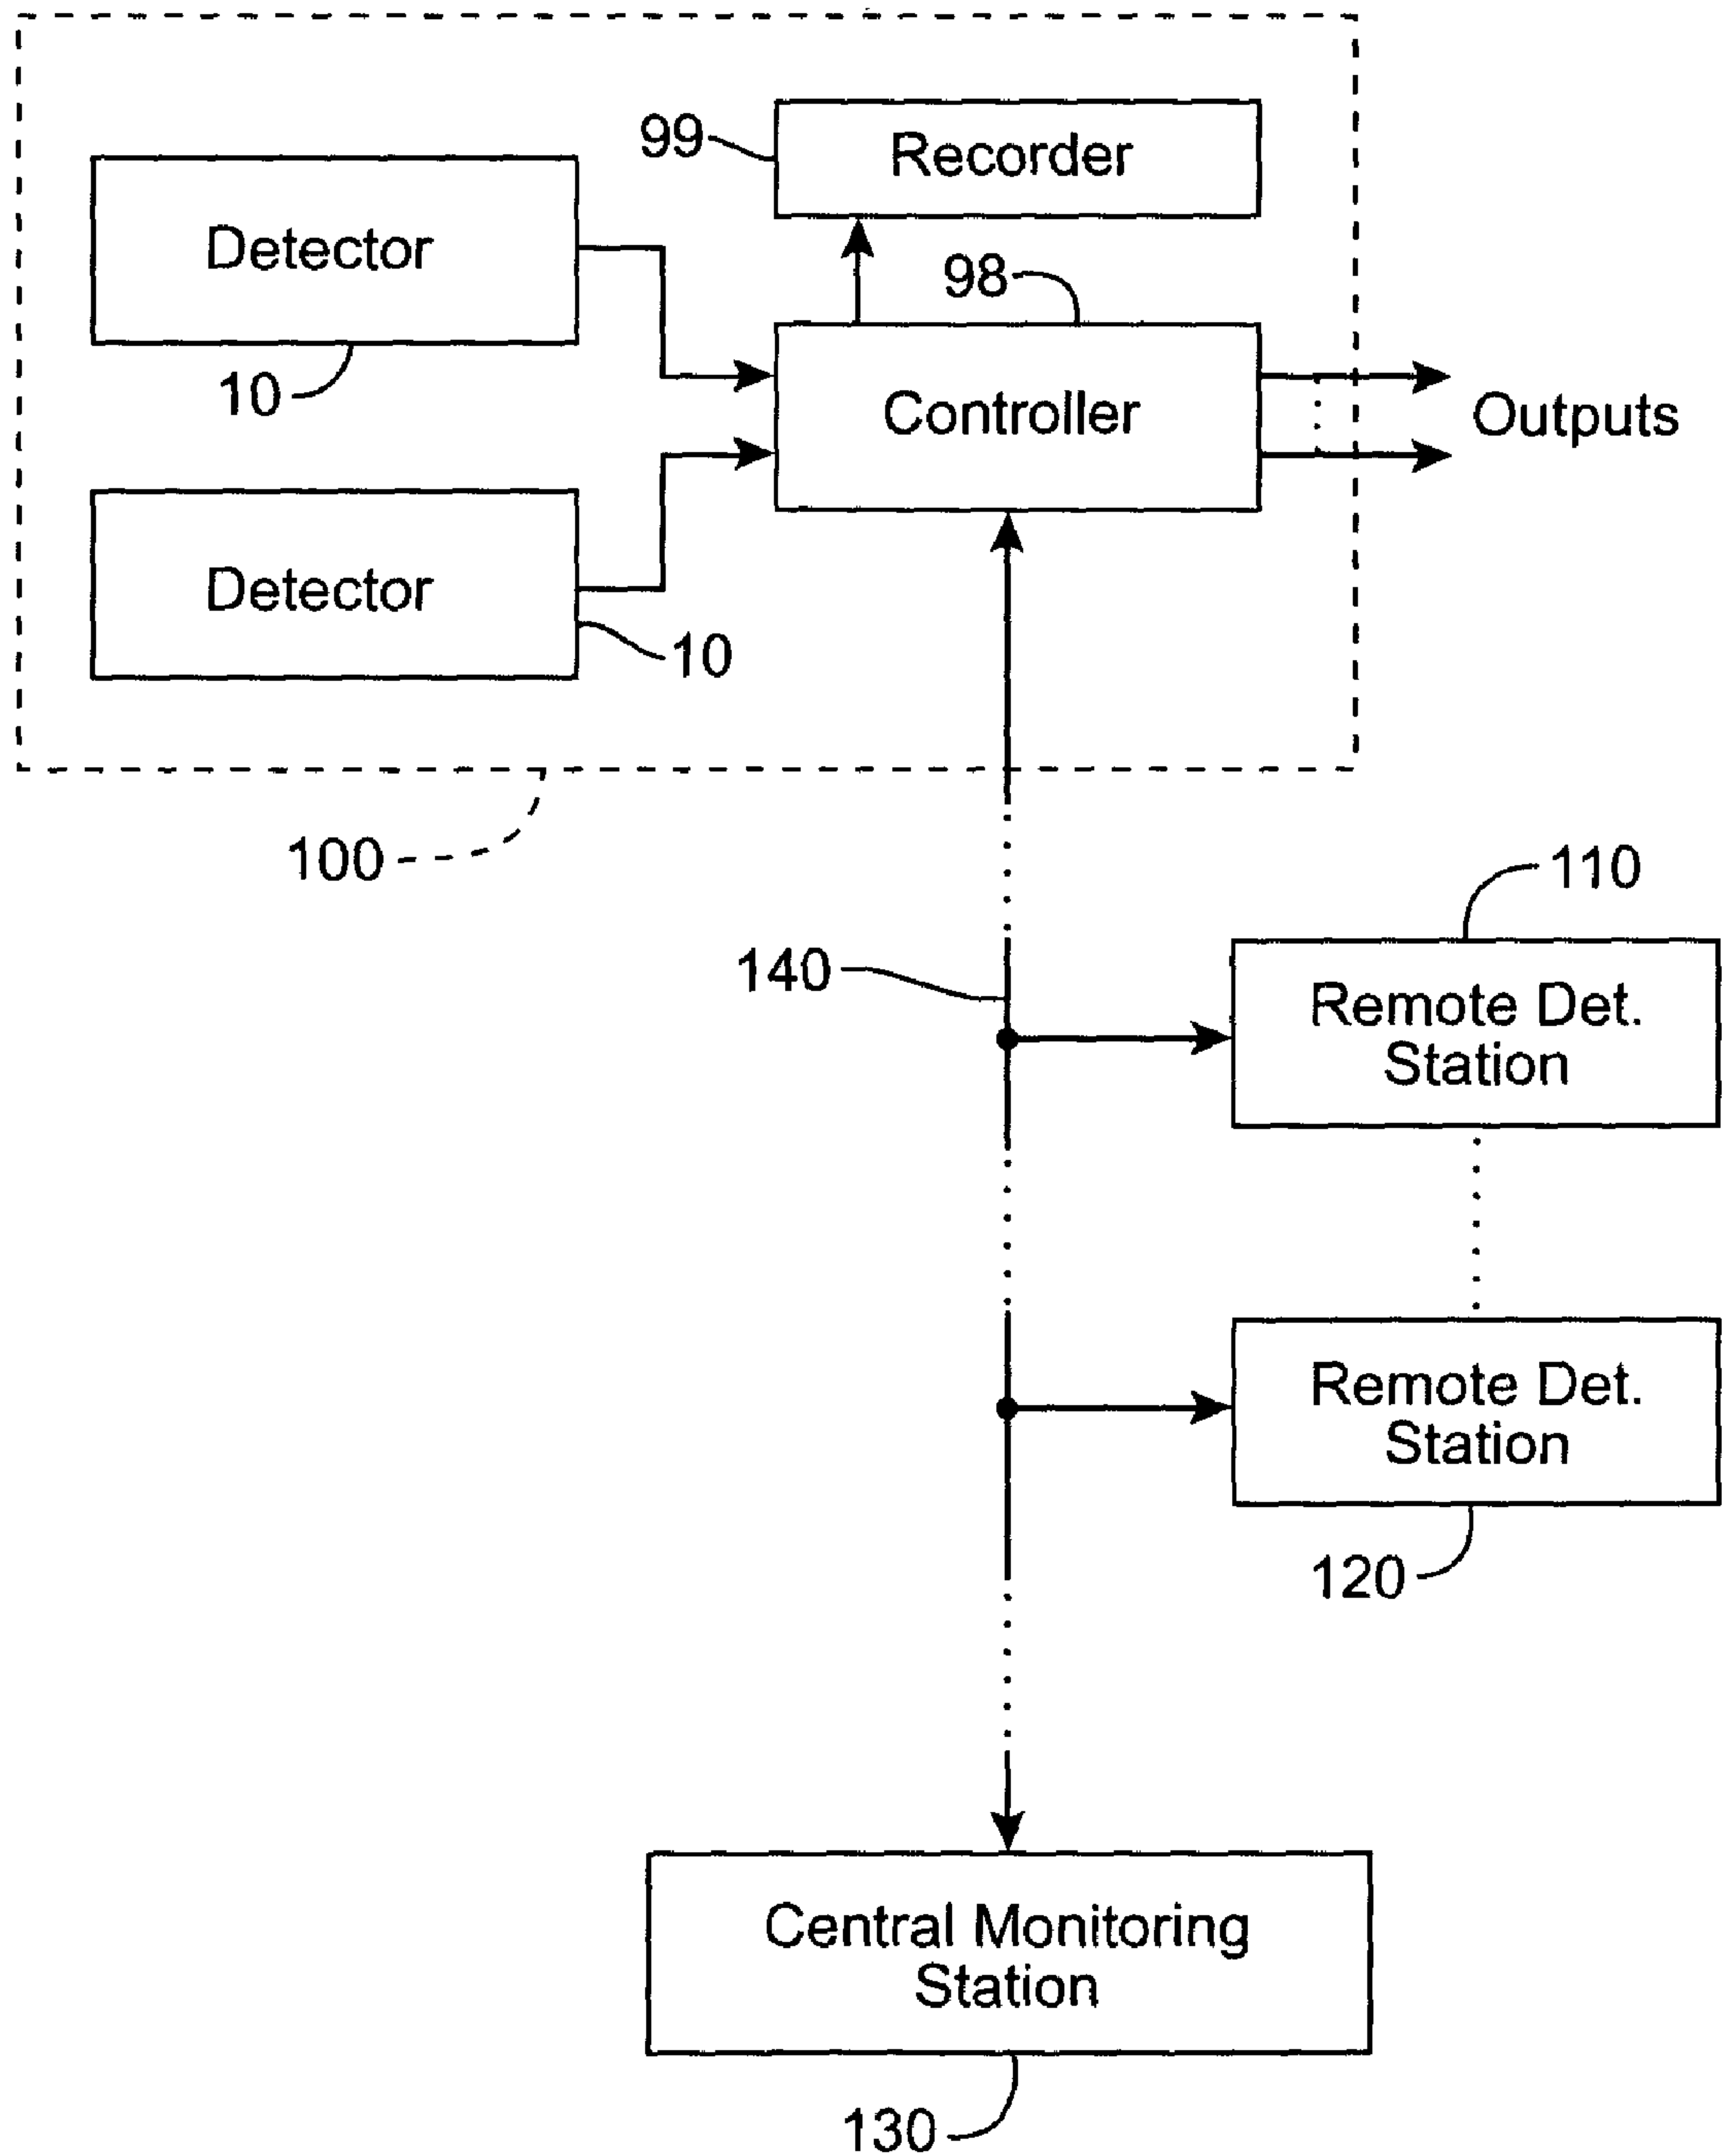 99
Recorder
Detector
98
10
Controller
Outputs
Detector
10
100
110
140
Remote Det.
Station
Remote Det.
Station
120
Central Monitoring
Station
130